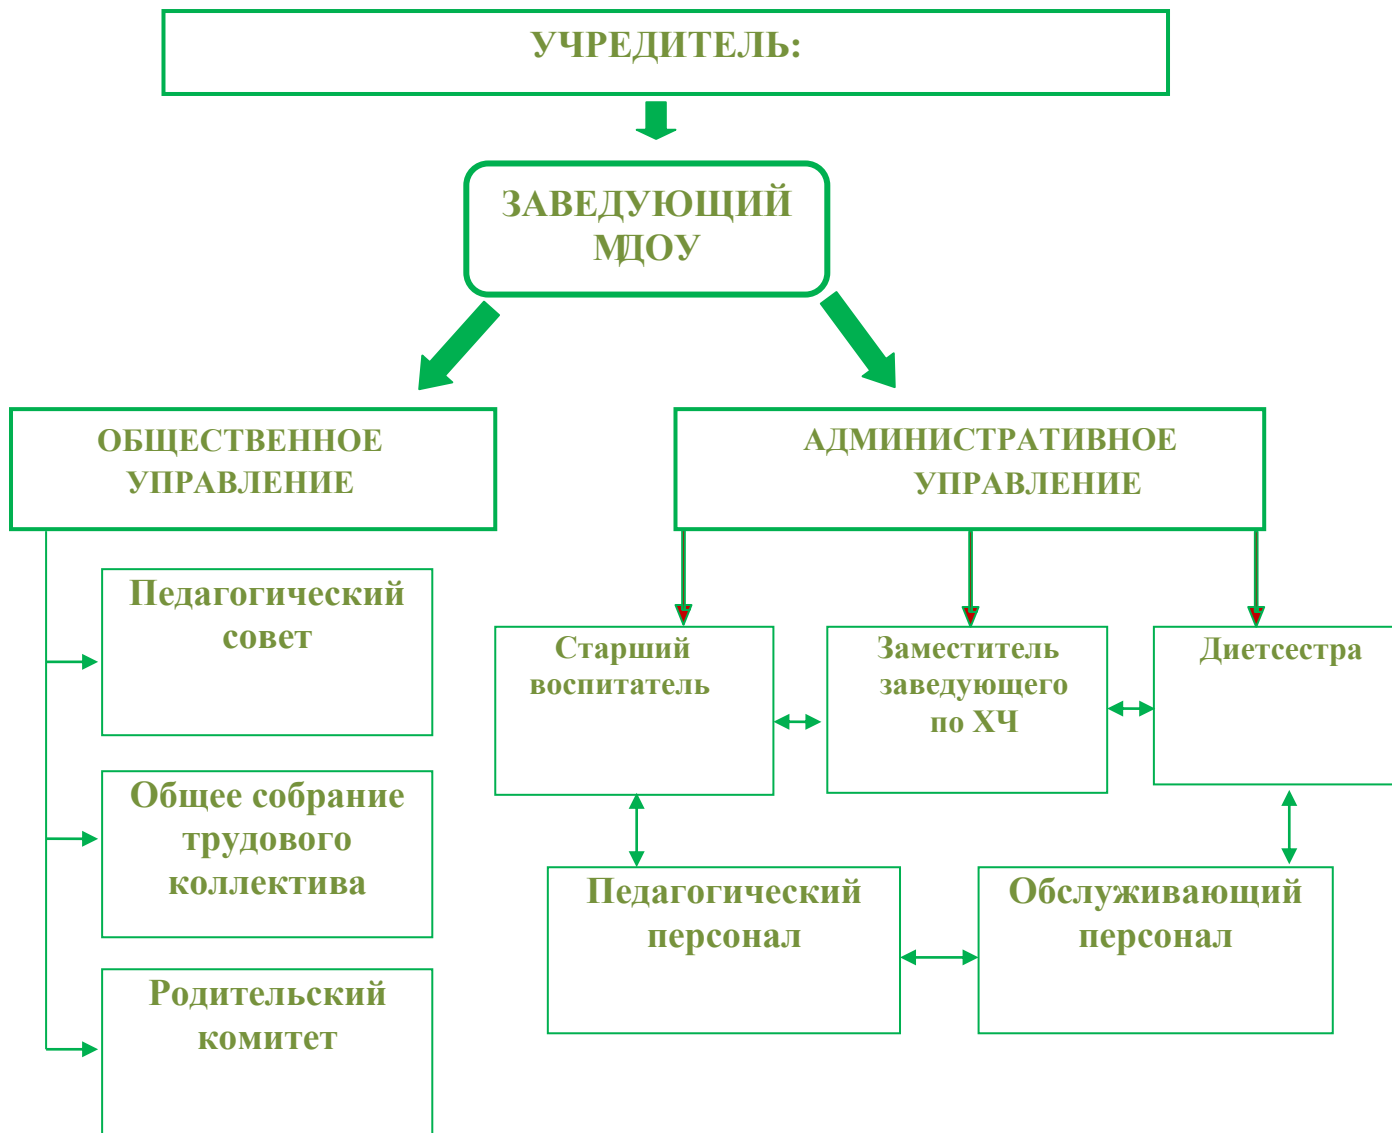 УЧРЕДИТЕЛЬ:
ЗАВЕДУЮЩИЙ
МДОУ
ОБЩЕСТВЕННОЕ
УПРАВЛЕНИЕ
АДМИНИСТРАТИВНОЕ
УПРАВЛЕНИЕ
Педагогический
совет
Общее собрание
трудового
коллектива
Родительский
комитет
Старший
воспитатель
Заместитель
заведующего
по ХЧ
Диетсестра
Педагогический
персонал
Обслуживающий
персонал